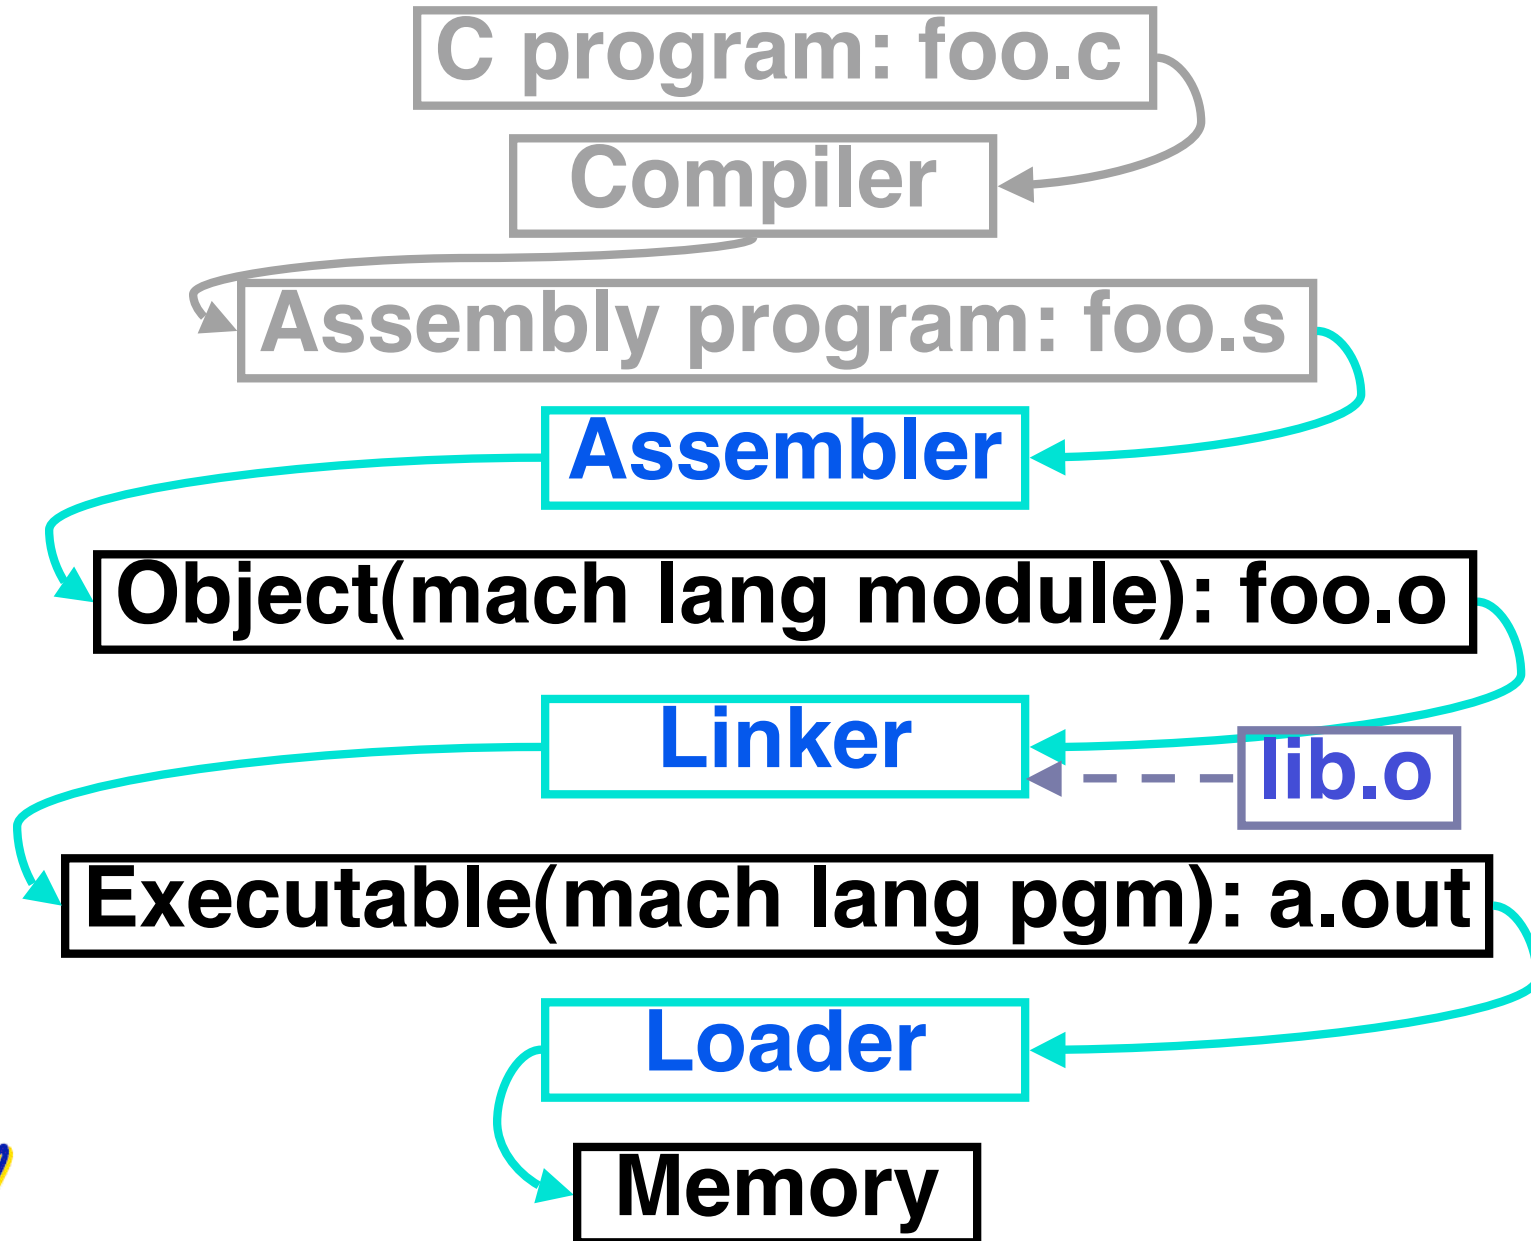 C program: foo.c
Compiler
Assembly program: foo.s
Assembler
Object(mach lang module): foo.o
Linker
lib.o
Executable(mach lang pgm): a.out
Loader
Memory